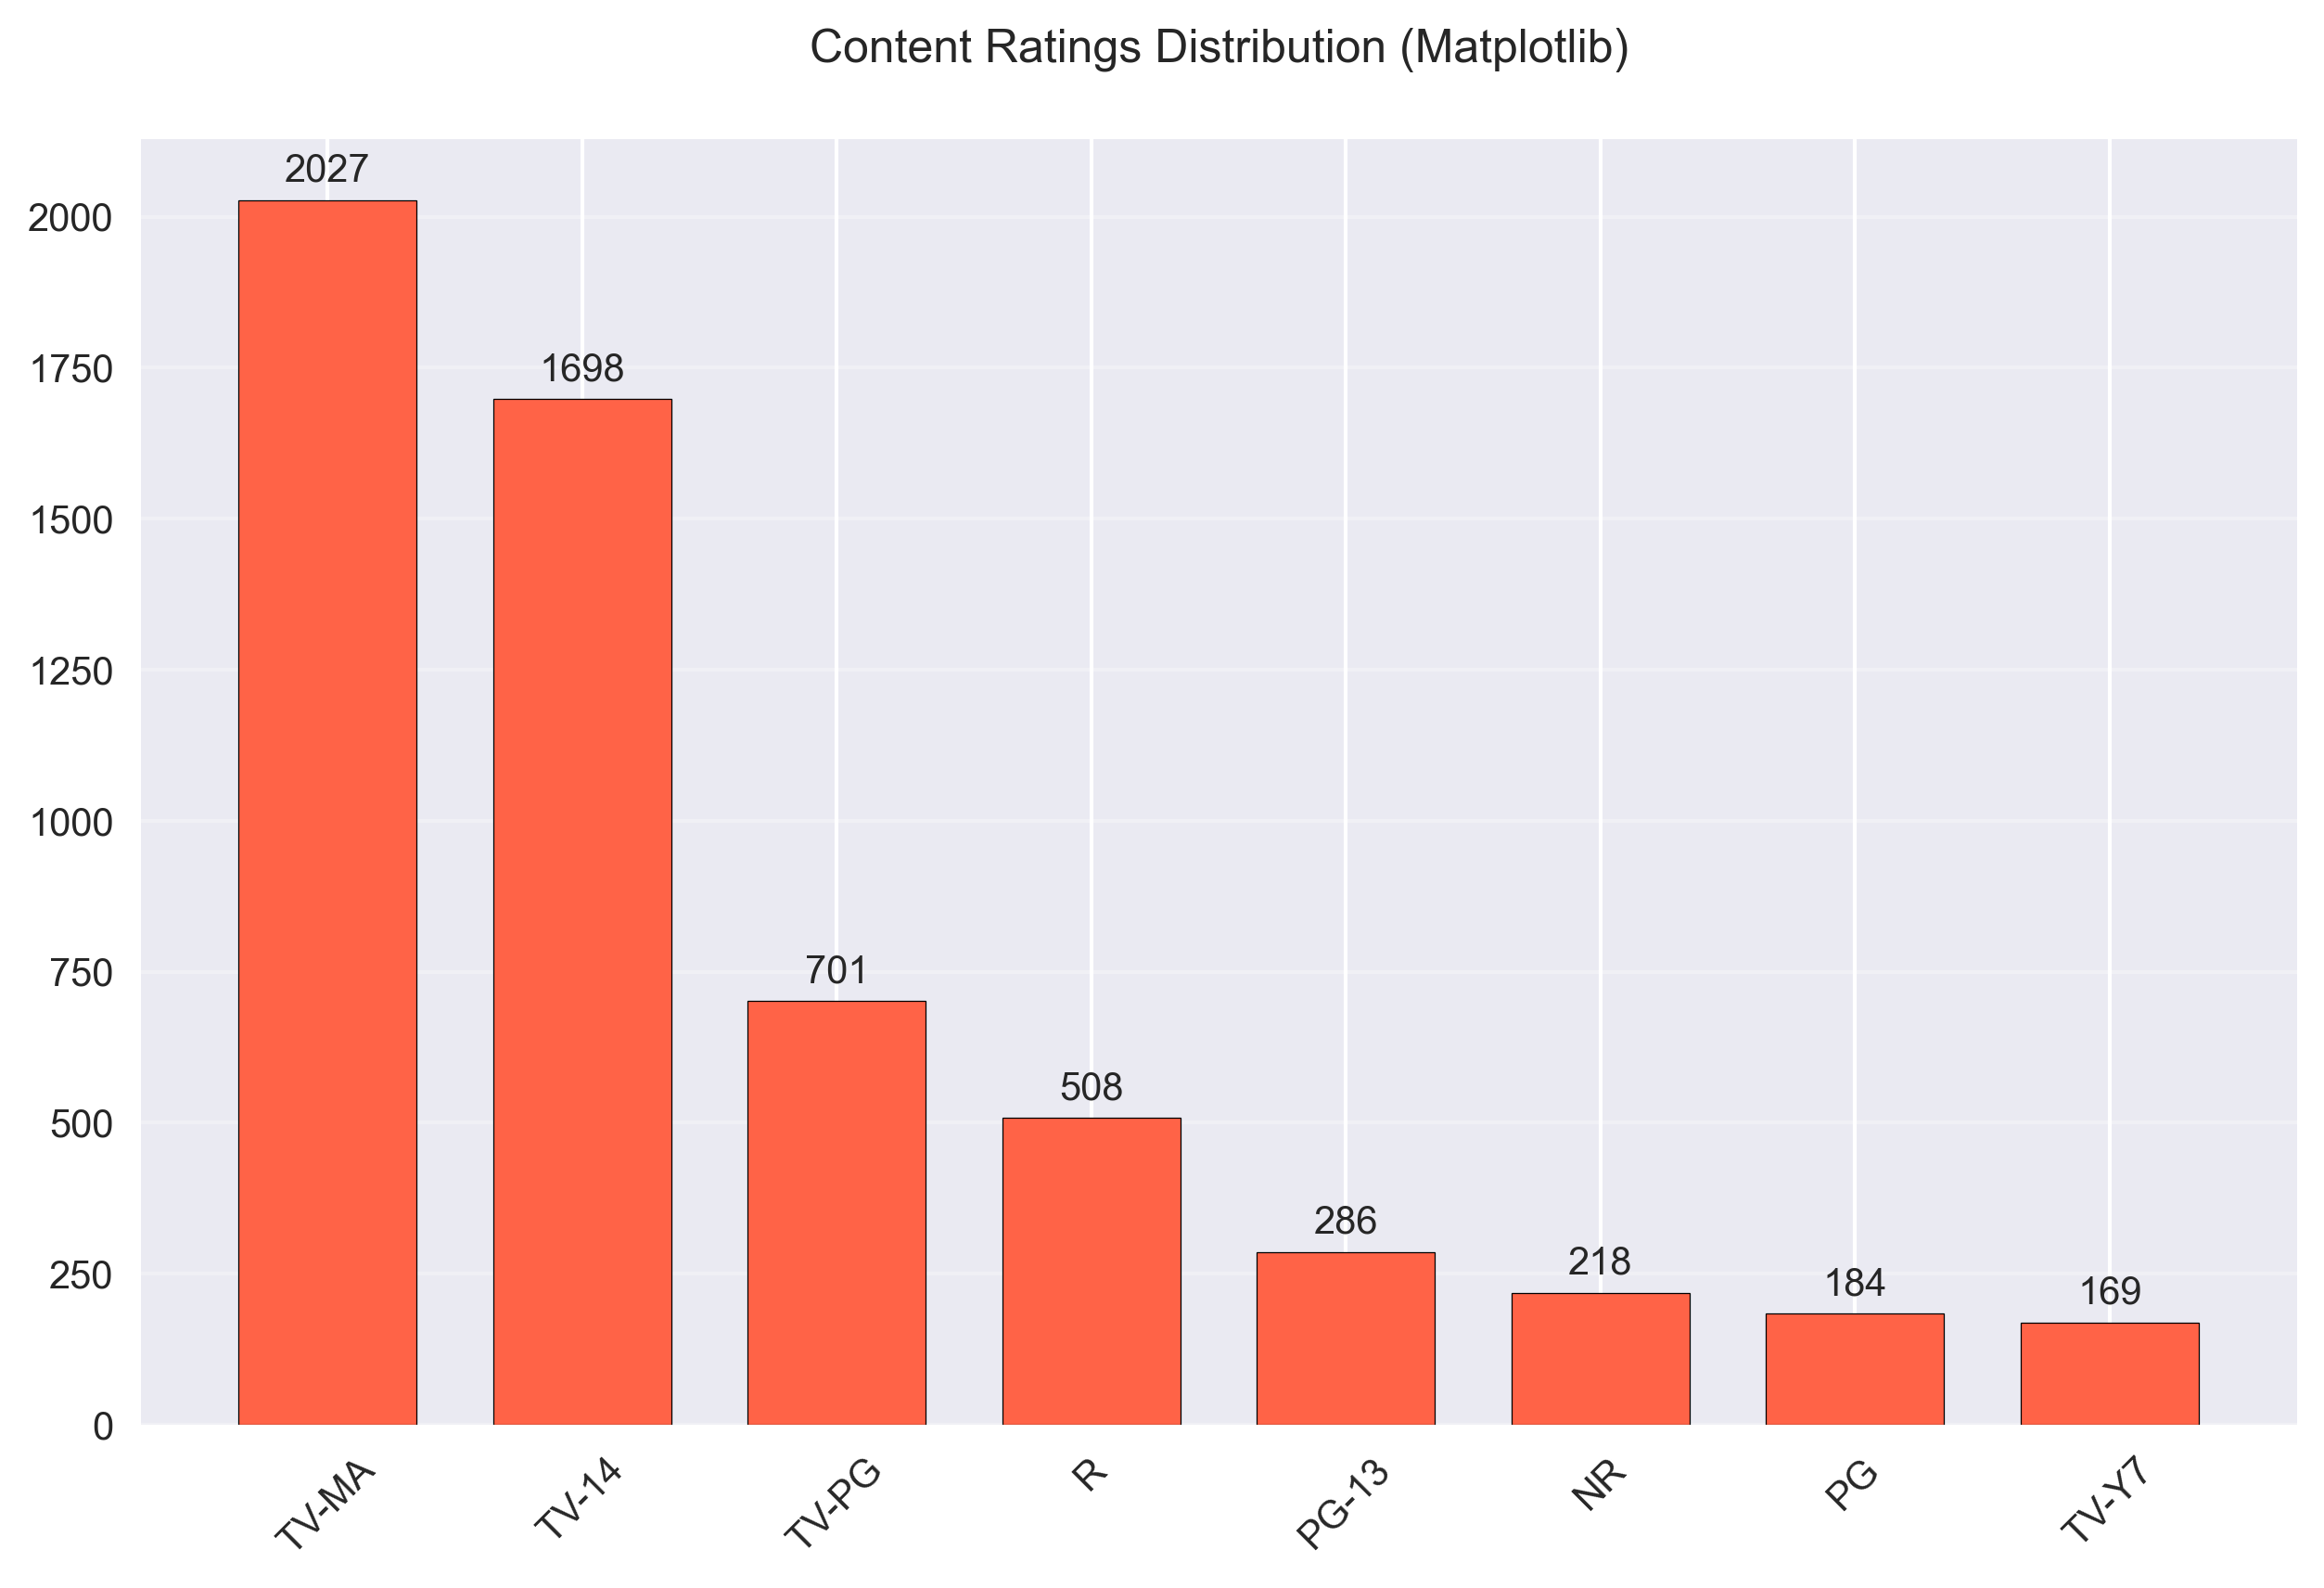 Content Ratings Distribution (Matplotlib)
2027
2000
1750
1698
1500
1250
1000
750
701
508
500
286
250
218
184
169
0
TV-MA
TV-14
TV-PG
R
PG-13
NR
PG
TV-Y7